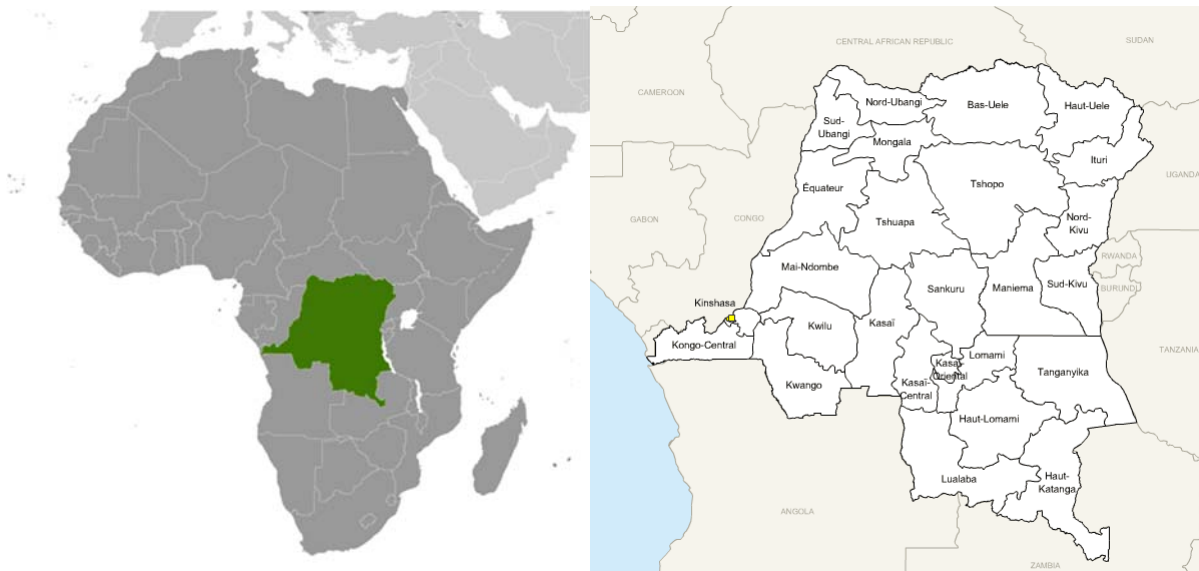 CENTRAL AFRICAN REPUBLIC
SUDAN
CAMEROON
Nord-Ubangi
Bas-Uele
Haut-Uele
Sud-
Ubangi
Mongala
Ituri
UGANDA
Équateur
Tshopo
GABON
CONGO
Tshuapa
Nord-
Kivu
RWANDA
Mai-Ndombe
Sankuru
Maniema
Sud-Kivu
BURUNDI
Kinshasa
Kwilu
Kasaï
Kongo-Central
Lomami
TANZANIA
Kasaï-
Oriental
Tanganyika
Kwango
Kasaï-
Central
Haut-Lomami
Lualaba
Haut-
Katanga
ANGOLA
ZAMBIA